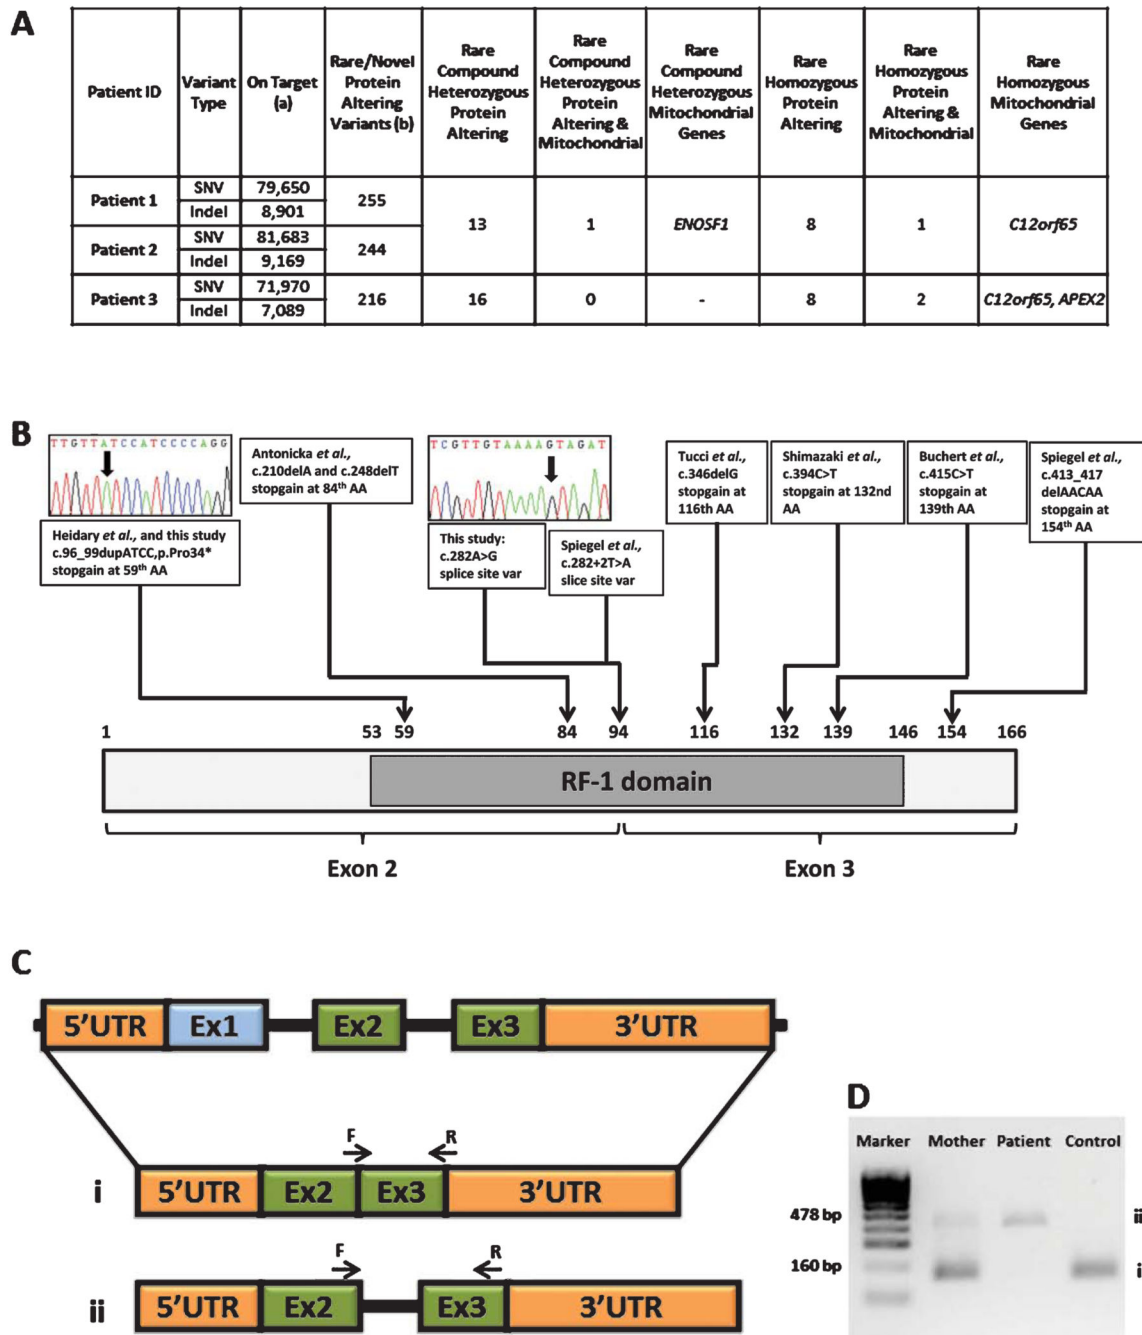 A
Patient ID
Variant
Type
On Target
(a)
Rare/Novel
Protein
Altering
Variants (b)
Rare
Compound
Heterozygous
Protein
Altering
Rare
Compound
Heterozygous
Protein
Altering &
Mitochondrial
Rare
Compound
Heterozygous
Mitochondrial
Genes
Rare
Homozygous
Protein
Altering
Rare
Homozygous
Protein
Altering &
Mitochondrial
Rare
Homozygous
Mitochondrial
Genes
Patient 1
SNV
79,650
Indel
8,901
255
Patient 2
SNV
81,683
Indel
9,169
244
13
1
ENOSF1
8
1
C12orf65
Patient 3
SNV
71,970
Indel
7,089
216
16
0
-
8
2
C12orf65, APEX2
B
TTGTTATCCATCCCCAGG
Heidary et al., and this study
c.96_99dupATCC,p.Pro34*
stopgain at 59th AA
Antonicka et al.,
c.210delA and c.248delT
stopgain at 84th AA
TCGTTGTAAAAGTAGAT
This study:
c.282A>G
splice site var
Spiegel et al.,
c.282+2T>A
slice site var
Tucci et al.,
c.346delG
stopgain at
116th AA
Shimazaki et al.,
c.394C>T
stopgain at 132nd
AA
Buchert et al.,
c.415C>T
stopgain at
139th AA
Spiegel et al.,
c.413_417
delAACAA
stopgain at
154th AA
1 53 59 84 94 116 132 139 146 154 166
RF-1 domain
Exon 2 Exon 3
C
5'UTR Ex1 Ex2 Ex3 3'UTR
F R
i 5'UTR Ex2 Ex3 3'UTR
F R
ii 5'UTR Ex2 Ex3 3'UTR
D
Marker Mother Patient Control
478 bp ii
160 bp i